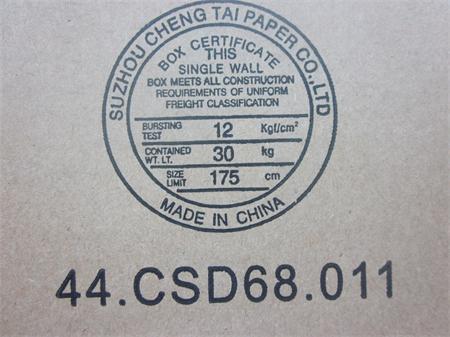 SUZHOU CHENG TAI PAPER CO.,LTD
BOX CERTIFICATE
THIS
SINGLE WALL
BOX MEETS ALL CONSTRUCTION
REQUIREMENTS OF UNIFORM
FREIGHT CLASSIFICATION
BURSTING TEST 12 Kgf/cm²
CONTAINED WT. LT. 30 kg
SIZE LIMIT 175 cm
MADE IN CHINA
44.CSD68.011